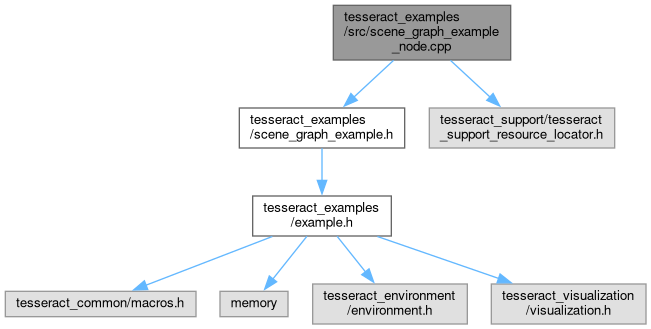 tesseract_examples
/src/scene_graph_example
_node.cpp
tesseract_examples
/scene_graph_example.h
tesseract_support/tesseract
_support_resource_locator.h
tesseract_examples
/example.h
tesseract_common/macros.h
memory
tesseract_environment
/environment.h
tesseract_visualization
/visualization.h